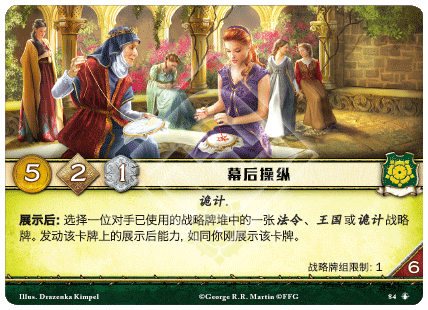 5 2 1 幕后操纵
诡计.
展示后: 选择一位对手已使用的战略牌堆中的一张法令、王国或诡计战略
牌。发动该卡牌上的展示后能力, 如同你刚展示该卡牌。
战略牌组限制: 1
6
Illus. Drazenka Kimpel ©George R.R. Martin ©FFG 84